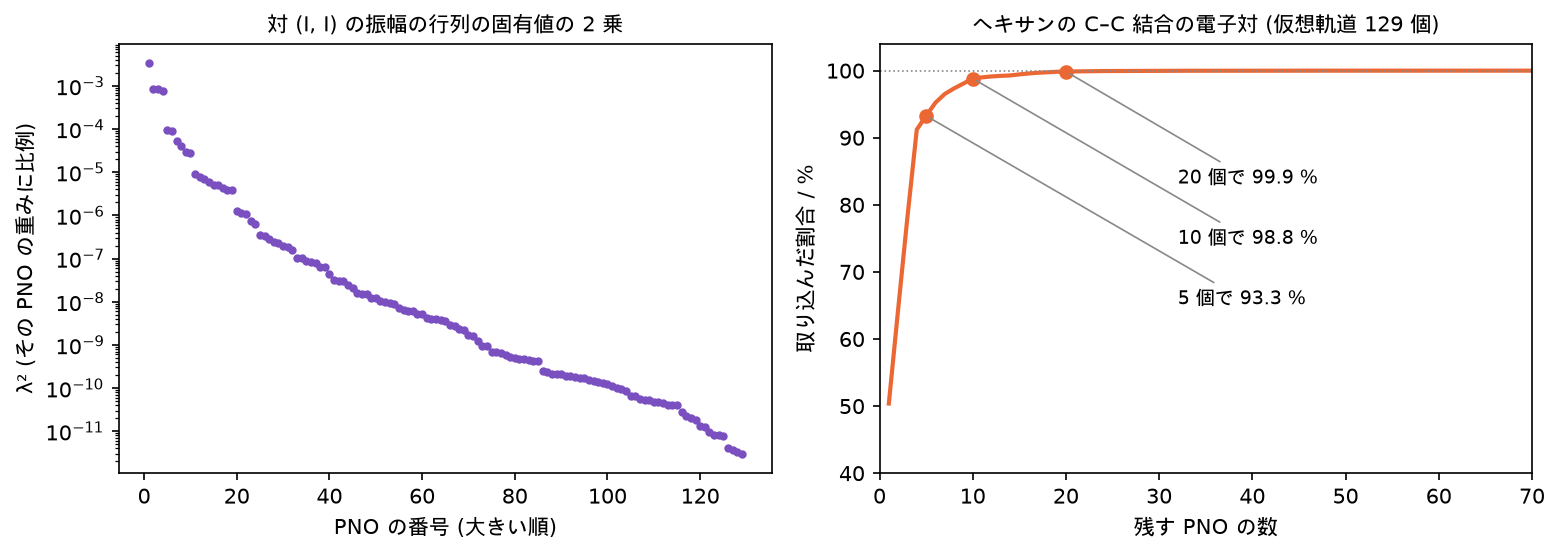 対 (I, I) の振幅の行列の固有値の 2 乗
λ² (その PNO の重みに比例)
10⁻³
10⁻⁴
10⁻⁵
10⁻⁶
10⁻⁷
10⁻⁸
10⁻⁹
10⁻¹⁰
10⁻¹¹
0 20 40 60 80 100 120
PNO の番号 (大きい順)
ヘキサンの C–C 結合の電子対 (仮想軌道 129 個)
取り込んだ割合 / %
100
90
80
70
60
50
40
20 個で 99.9 %
10 個で 98.8 %
5 個で 93.3 %
0 10 20 30 40 50 60 70
残す PNO の数